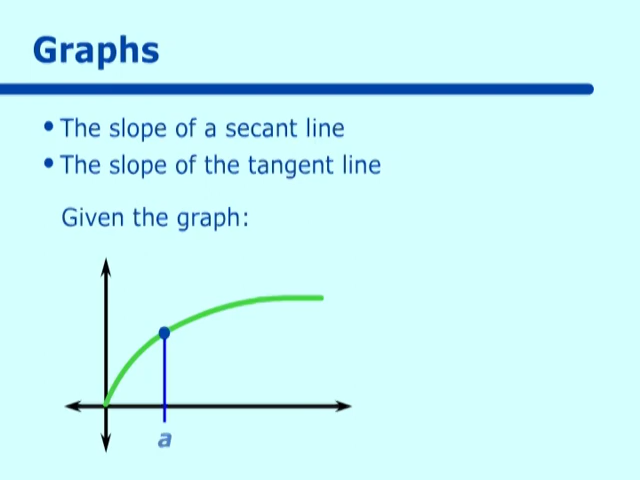 Graphs
• The slope of a secant line
• The slope of the tangent line
Given the graph:
a